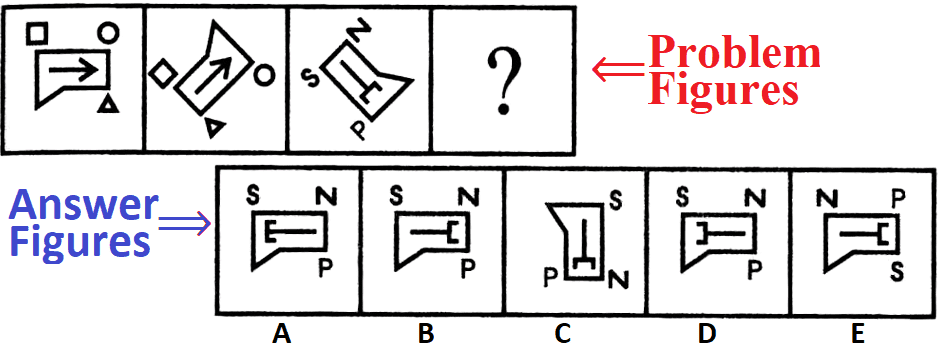 N
S
P
?
Problem
Figures
Answer
Figures
S N
P
S N
P
S
P N
S N
P
N P
S
A B C D E